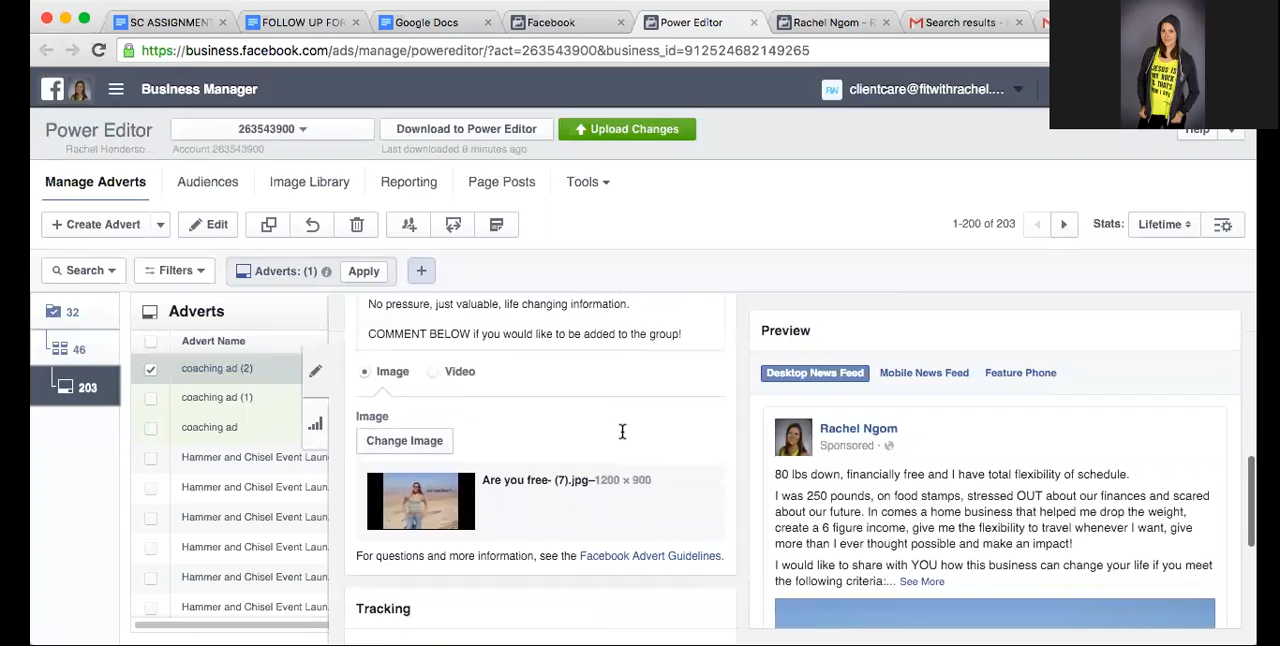 SC ASSIGNMENT
FOLLOW UP FOR
Google Docs
Facebook
Power Editor
Rachel Ngom - R
Search results -
https://business.facebook.com/ads/manage/powereditor/?act=263543900&business_id=912524682149265
Business Manager
clientcare@fitwithrachel....
JESUS IS
MY ROCK
& THATS
HOW I
Power Editor
Rachel Henderso...
263543900
Account 263543900
Download to Power Editor
Last downloaded 9 minutes ago
Upload Changes
Help
Manage Adverts
Audiences
Image Library
Reporting
Page Posts
Tools
+ Create Advert
Edit
1-200 of 203
Stats:
Lifetime
Search
Filters
Adverts: (1)
Apply
+
32
46
203
Adverts
Advert Name
coaching ad (2)
coaching ad (1)
coaching ad
Hammer and Chisel Event Laun
Hammer and Chisel Event Laun
Hammer and Chisel Event Laun
Hammer and Chisel Event Laun
Hammer and Chisel Event Laun
Hammer and Chisel Event Laun
No pressure, just valuable, life changing information.
COMMENT BELOW if you would like to be added to the group!
Image
Video
Image
Change Image
Are you free- (7).jpg–1200 × 900
For questions and more information, see the Facebook Advert Guidelines.
Tracking
Preview
Desktop News Feed
Mobile News Feed
Feature Phone
Rachel Ngom
Sponsored ·
80 lbs down, financially free and I have total flexibility of schedule.
I was 250 pounds, on food stamps, stressed OUT about our finances and scared
about our future. In comes a home business that helped me drop the weight,
create a 6 figure income, give me the flexibility to travel whenever I want, give
more than I ever thought possible and make an impact!
I would like to share with YOU how this business can change your life if you meet
the following criteria:... See More